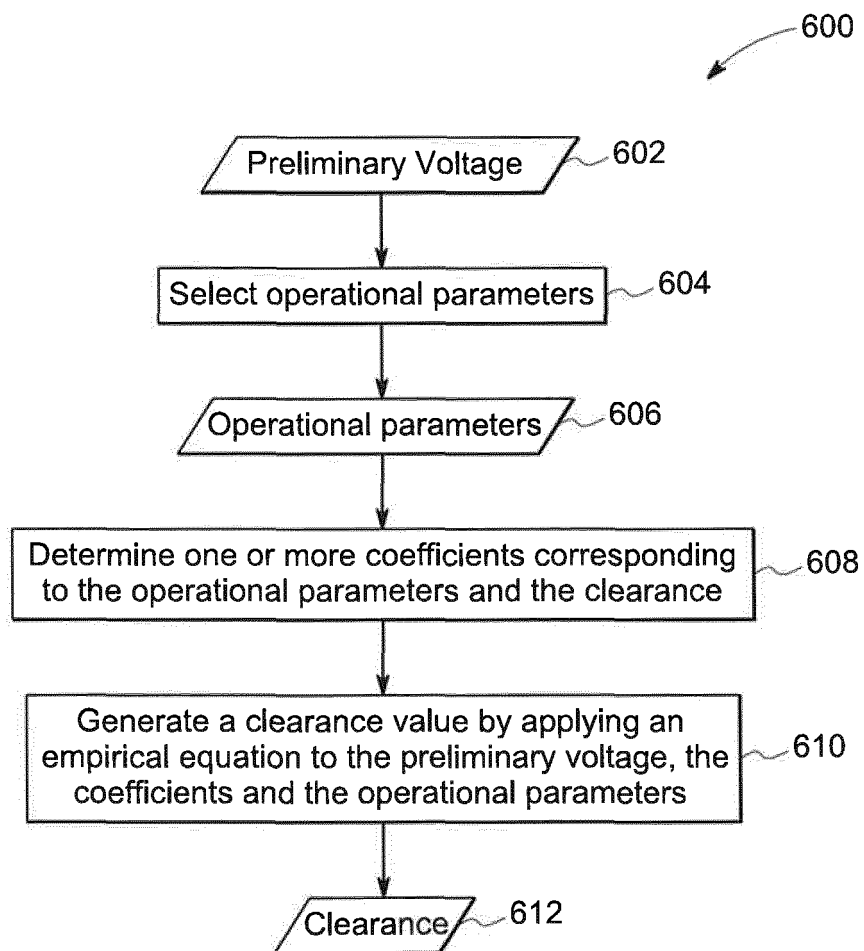 600
Preliminary Voltage
602
Select operational parameters
604
Operational parameters
606
Determine one or more coefficients corresponding
to the operational parameters and the clearance
608
Generate a clearance value by applying an
empirical equation to the preliminary voltage, the
coefficients and the operational parameters
610
Clearance
612